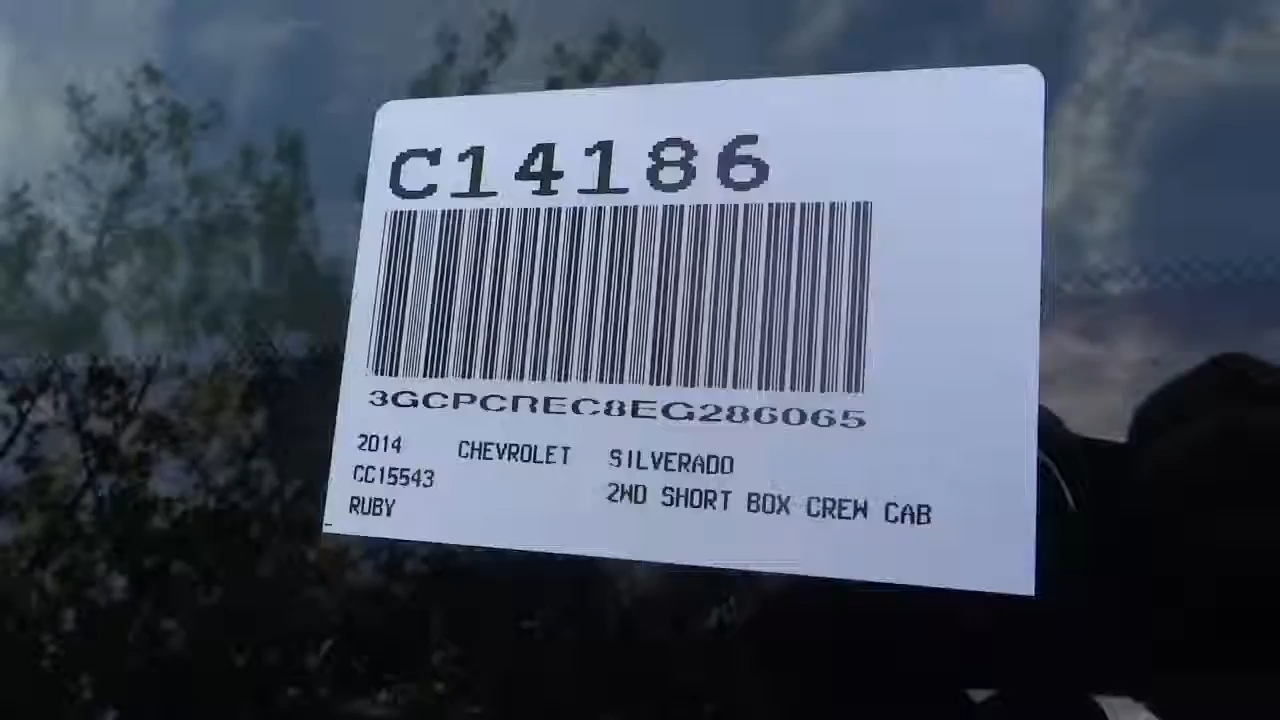 C14186
3GCPCREC8EG286065
2014 CHEVROLET SILVERADO
CC15543 2WD SHORT BOX CREW CAB
RUBY